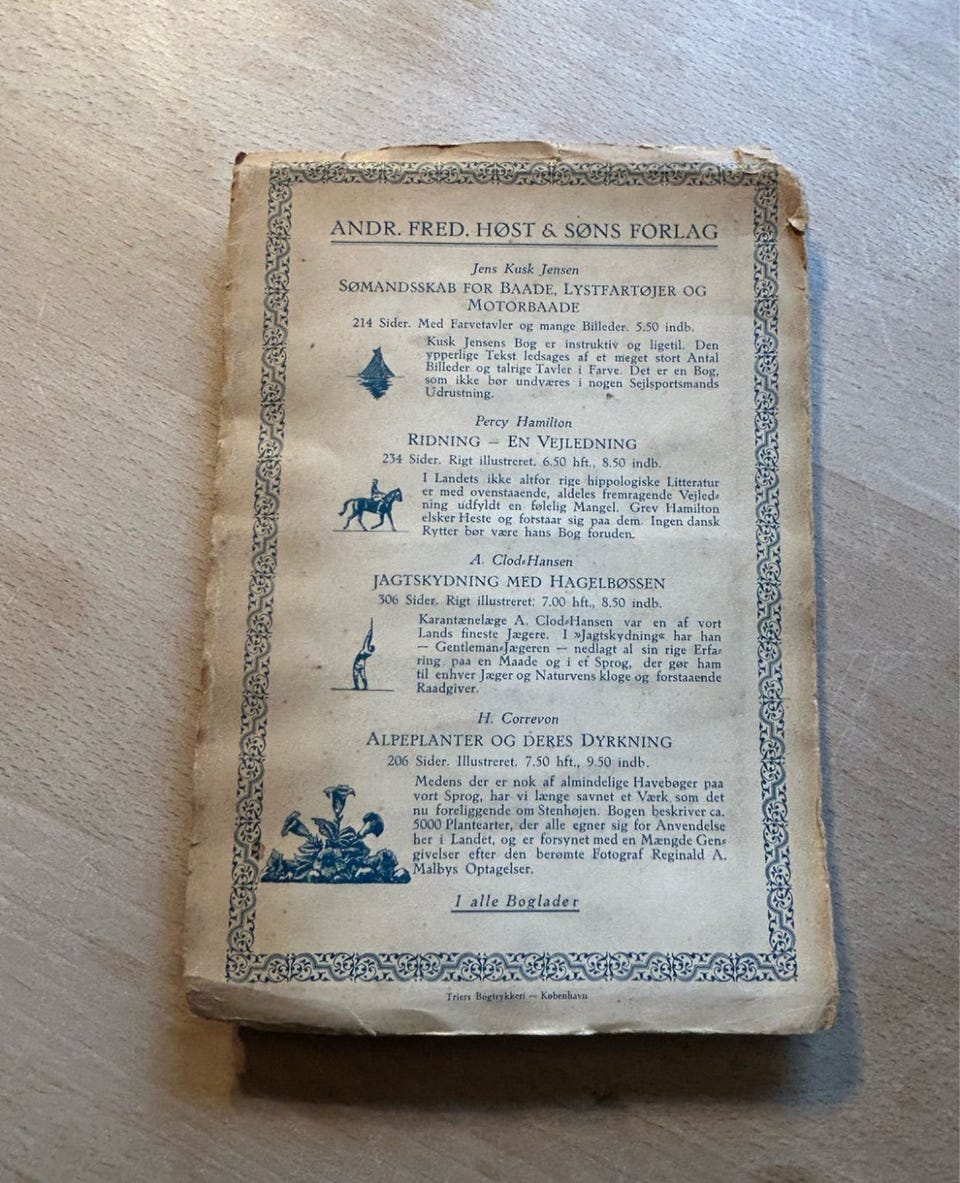 ANDR. FRED. HØST & SØNS FORLAG
Jens Kusk Jensen
SØMANDSSKAB FOR BAADE, LYSTFARTØJER OG
MOTORBAADE
214 Sider. Med Farvetavler og mange Billeder. 5.50 indb.
Kusk Jensens Bog er instruktiv og ligetil. Den
ypperlige Tekst ledsages af et meget stort Antal
Billeder og talrige Tavler i Farve. Det er en Bog,
som ikke bør undværes i nogen Sejlsportsmands
Udrustning.
Percy Hamilton
RIDNING – EN VEJLEDNING
234 Sider. Rigt illustreret. 6.50 hft., 8.50 indb.
I Landets ikke altfor rige hippologiske Litteratur
er med ovenstaaende, aldeles fremragende Vejled-
ning udfyldt en følelig Mangel. Grev Hamilton
elsker Heste og forstaar sig paa dem. Ingen dansk
Rytter bør være hans Bog foruden.
A. Clod-Hansen
JAGTSKYDNING MED HAGELBØSSEN
306 Sider. Rigt illustreret. 7.00 hft., 8.50 indb.
Karantænelæge A. Clod-Hansen var en af vort
Lands fineste Jægere. I »Jagtskydning« har han
— Gentleman-Jægeren — nedlagt al sin rige Erfa-
ring paa en Maade og i et Sprog, der gør ham
til enhver Jæger og Naturvens kloge og forstaaende
Raadgiver.
H. Correvon
ALPEPLANTER OG DERES DYRKNING
206 Sider. Illustreret. 7.50 hft., 9.50 indb.
Medens der er nok af almindelige Havebøger paa
vort Sprog, har vi længe savnet et Værk som det
nu foreliggende om Stenhøjen. Bogen beskriver ca.
5000 Plantearter, der alle egner sig for Anvendelse
her i Landet, og er forsynet med en Mængde Gen-
givelser efter den berømte Fotograf Reginald A.
Malbys Optagelser.
I alle Boglader
Triers Bogtrykkeri — København